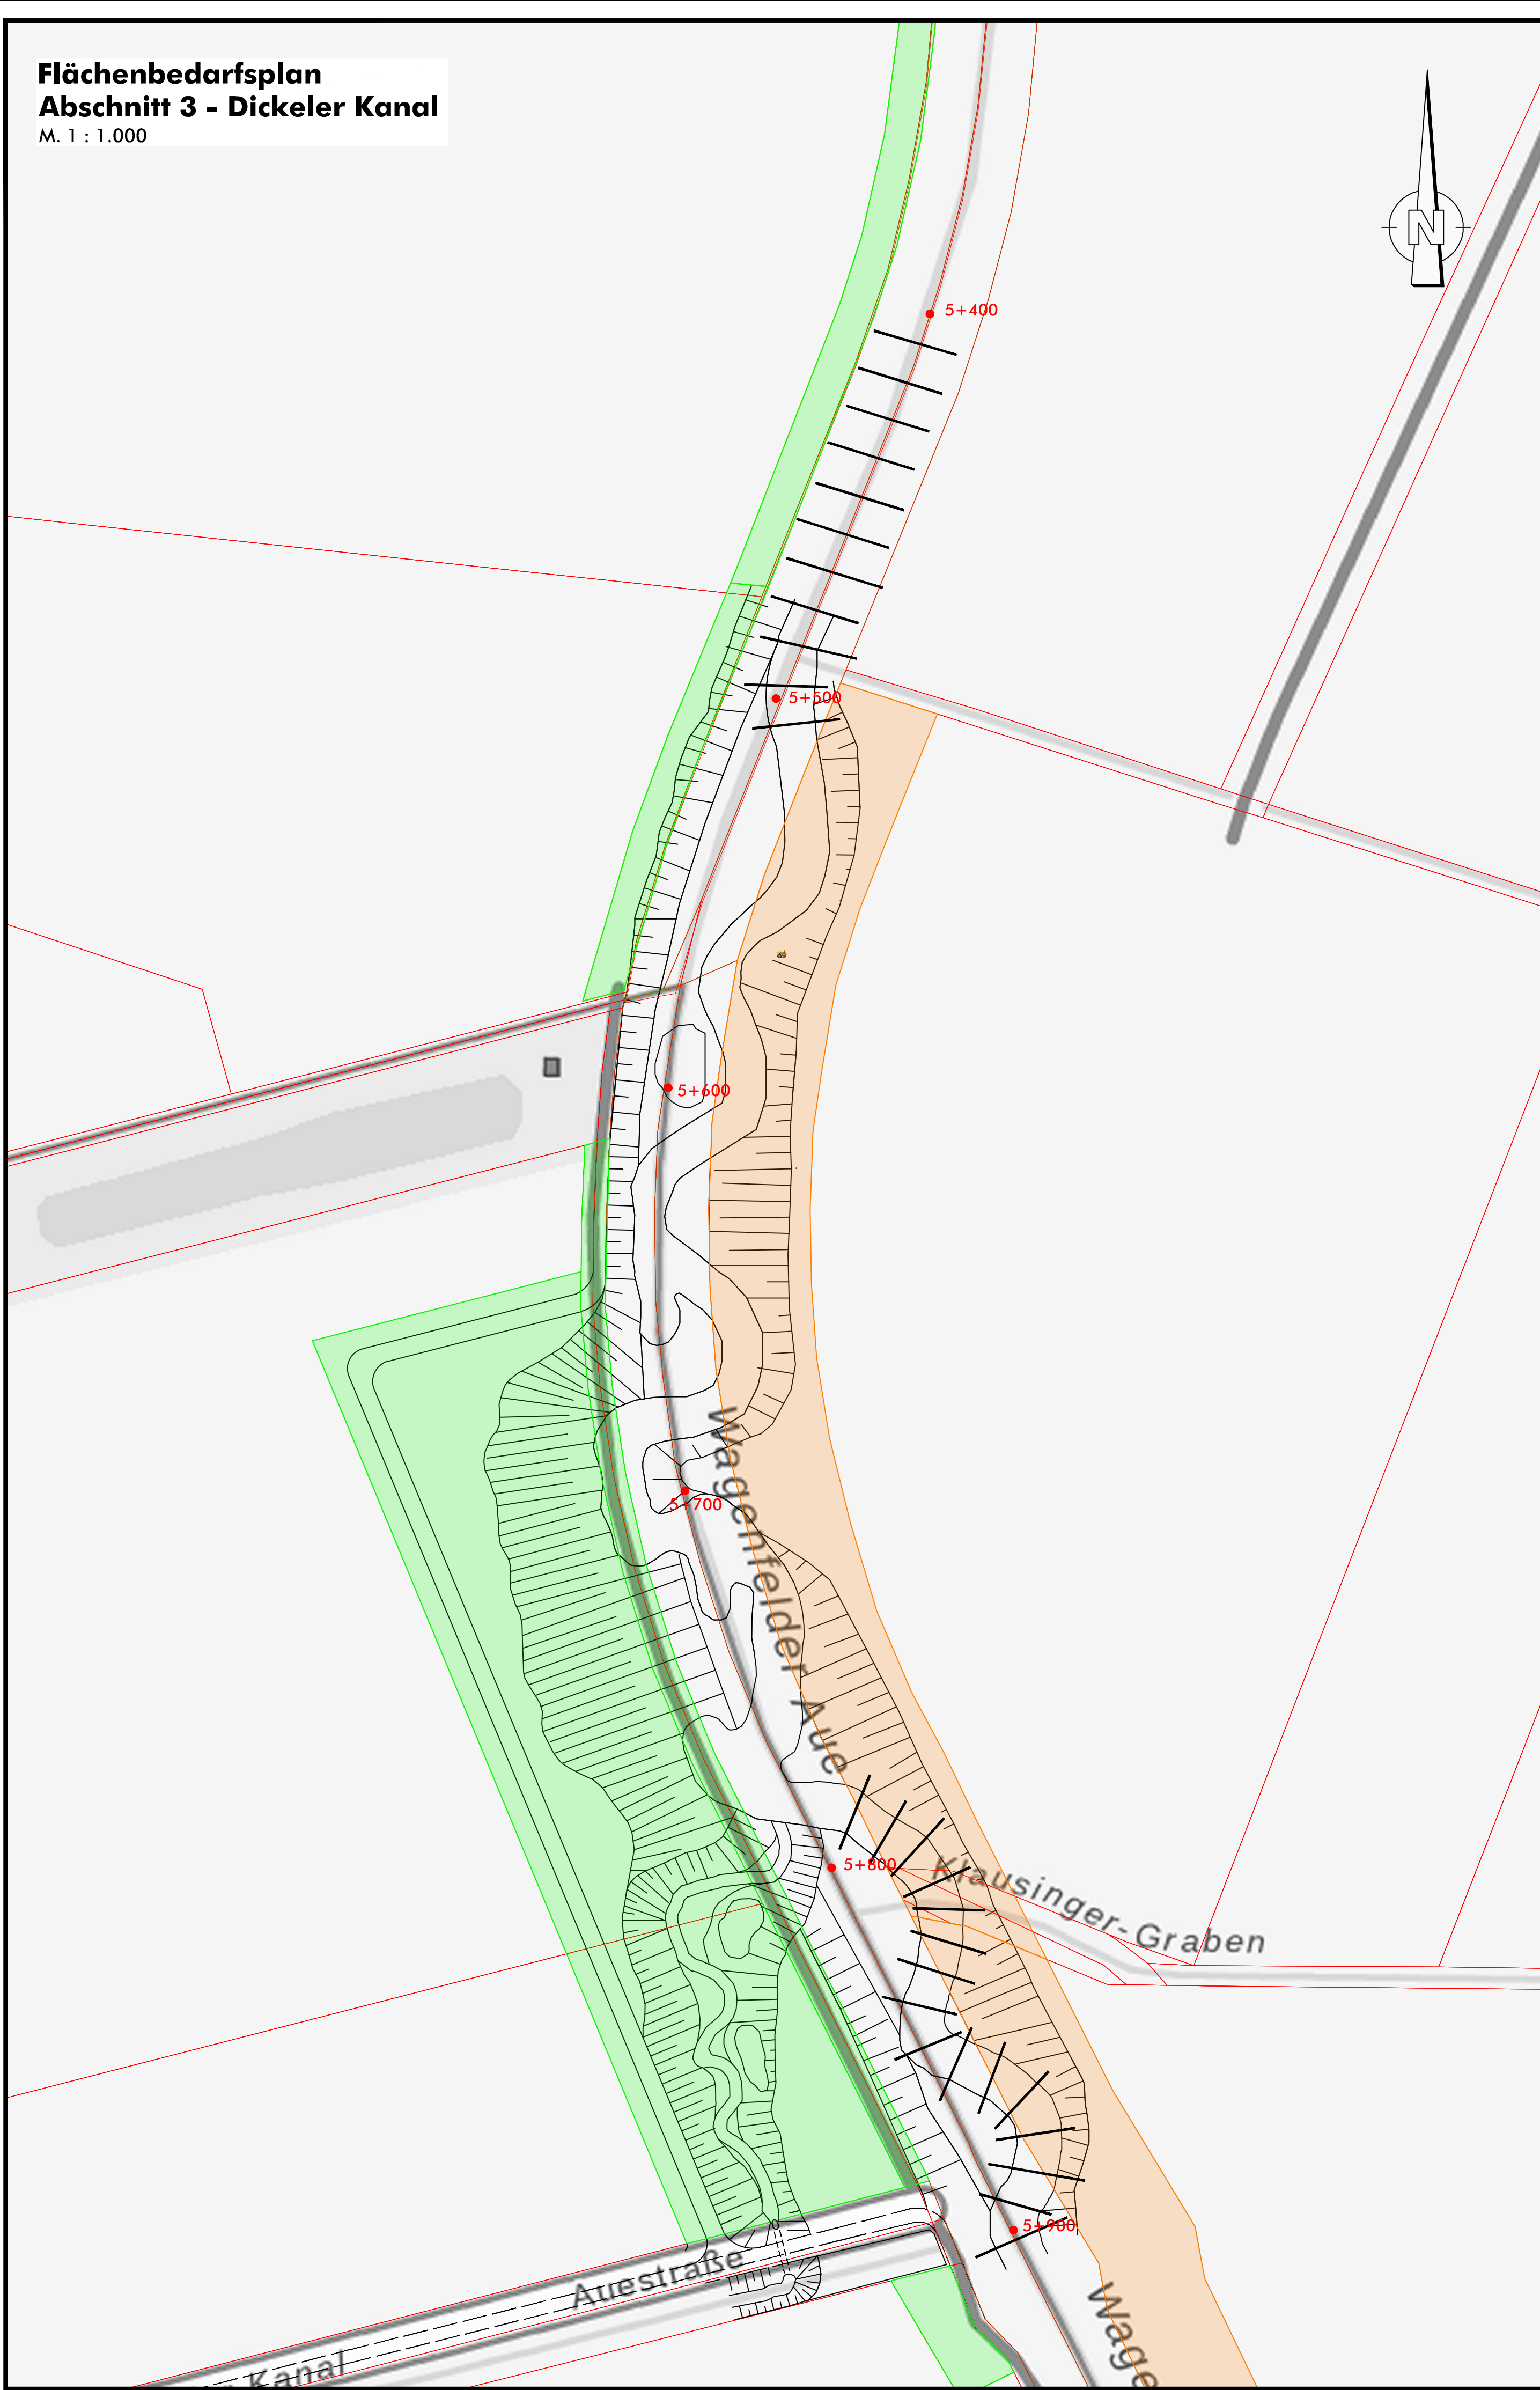 Flächenbedarfsplan
Abschnitt 3 - Dickeler Kanal
M. 1 : 1.000
N
5+400
5+500
5+600
5+700
Wagenfelder Aue
5+800
Klausinger-Graben
5+900
Auestraße
Kanal
Wage